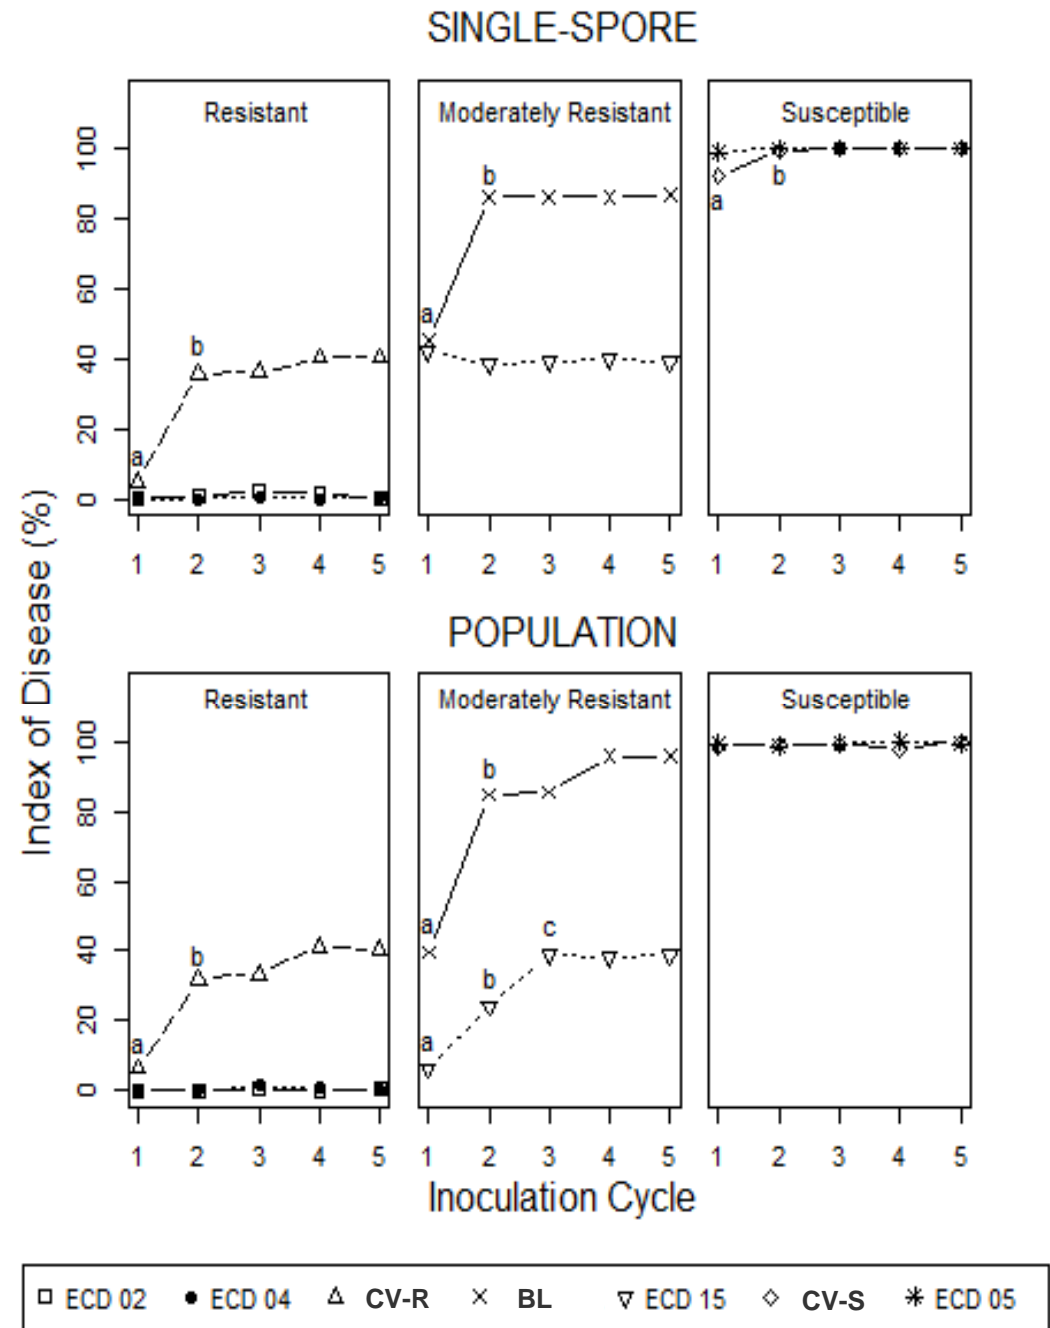 SINGLE-SPORE
Resistant
Moderately Resistant
Susceptible
100
80
60
40
20
0
a
b
a
b
a
b
1 2 3 4 5
1 2 3 4 5
1 2 3 4 5
Index of Disease (%)
POPULATION
Resistant
Moderately Resistant
Susceptible
100
80
60
40
20
0
a
b
a
b
a
b
c
1 2 3 4 5
1 2 3 4 5
1 2 3 4 5
Inoculation Cycle
ECD 02 ECD 04 CV-R BL ECD 15 CV-S ECD 05